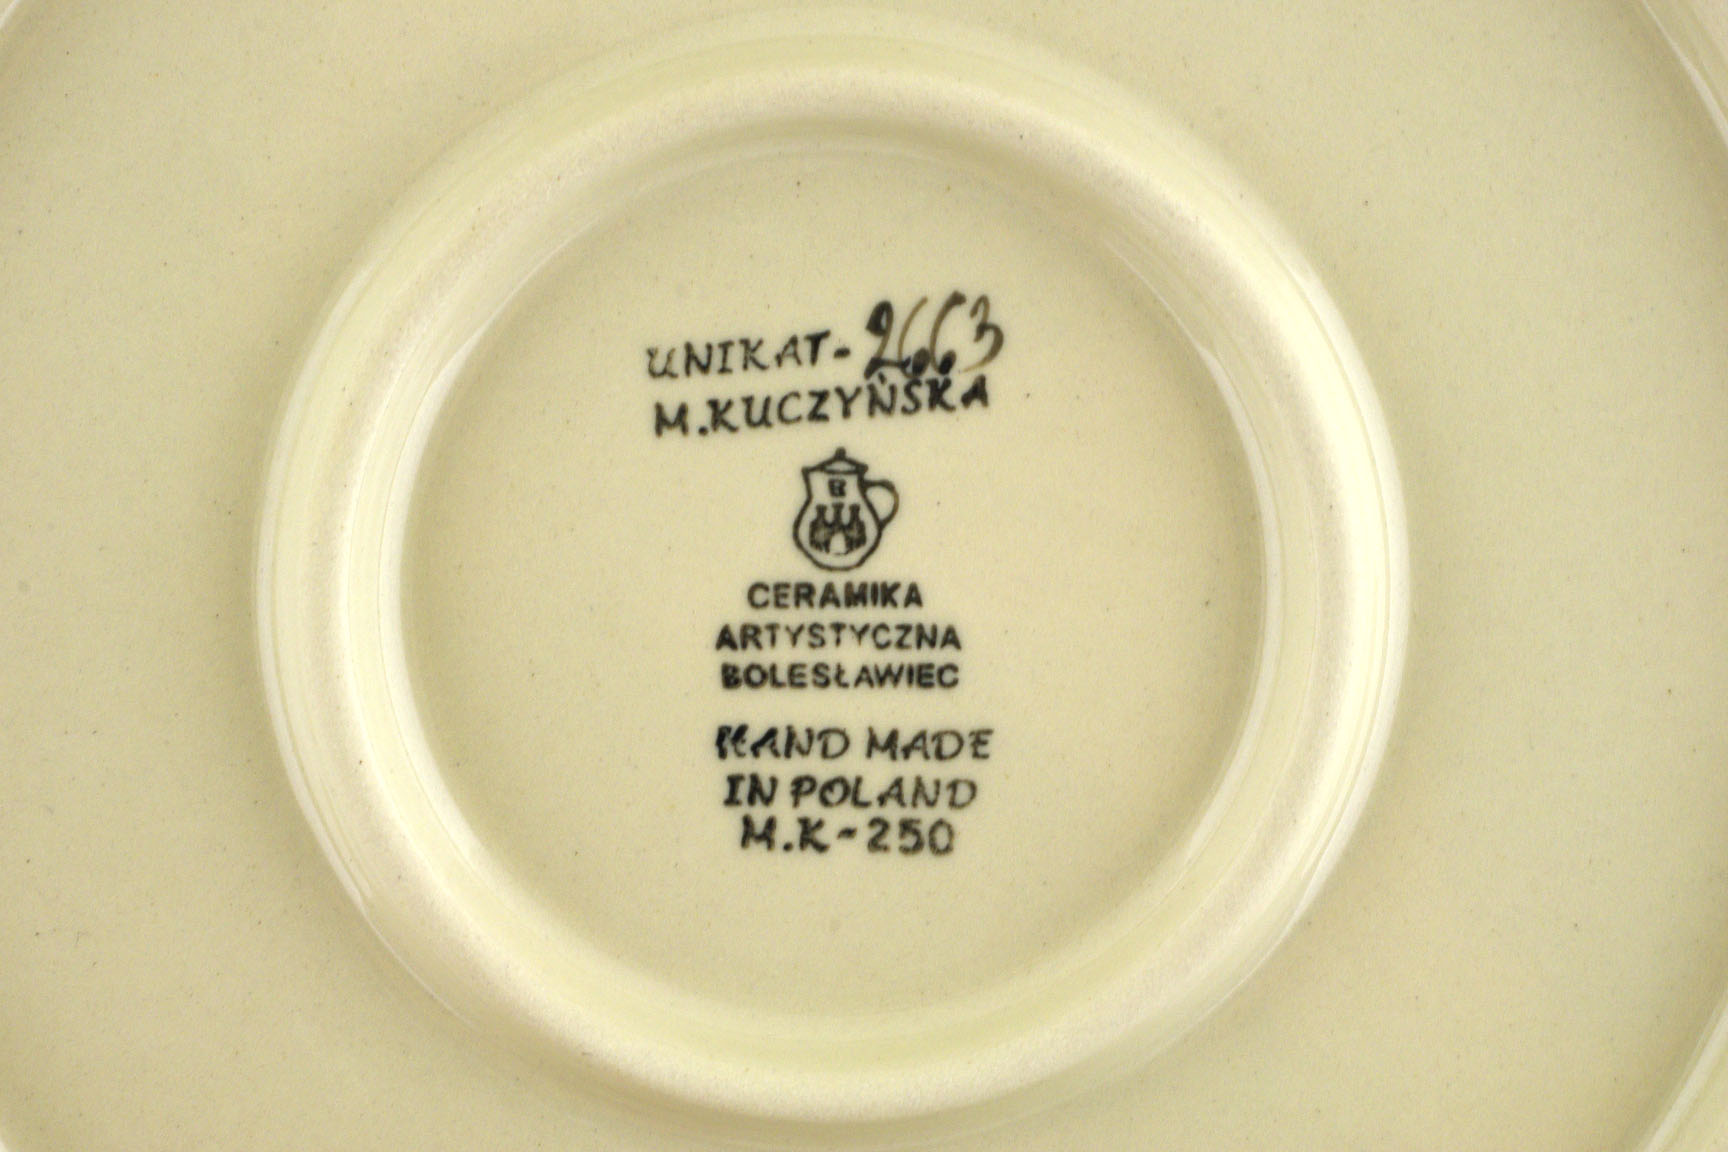 UNIKAT-2663
M.KUCZYŃSKA
B
CERAMIKA
ARTYSTYCZNA
BOLESŁAWIEC
HAND MADE
IN POLAND
M.K-250